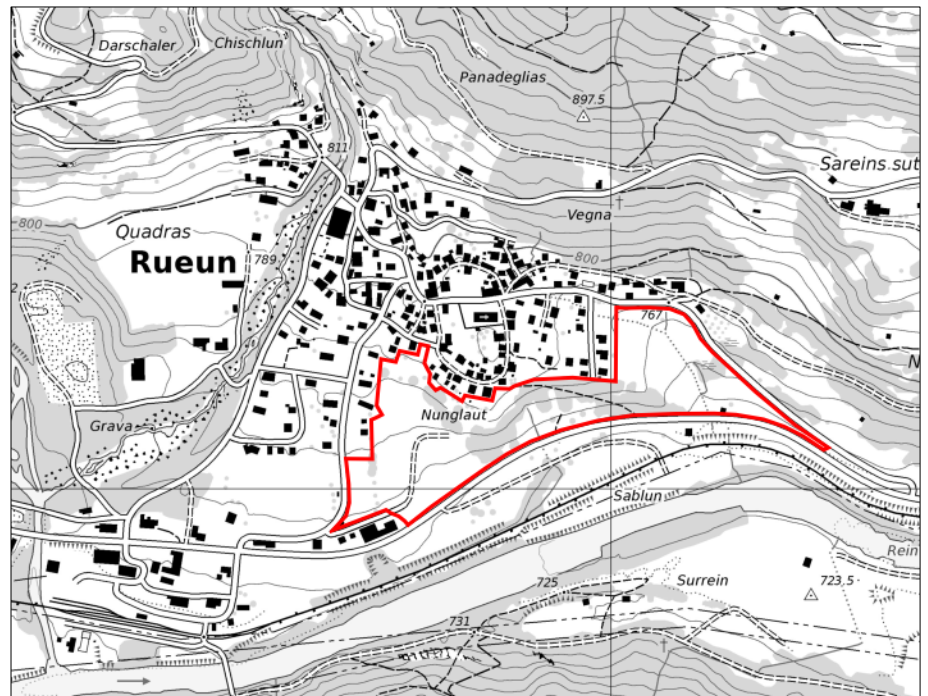 Darschaler
Chischlun
Panadeglias
897.5
811
Sareins sut
Vegna
800
Quadras
Rueun
789
800
2
767
N
Grava
Nunglaut
Sablun
Rein
725
Surrein
723,5
731